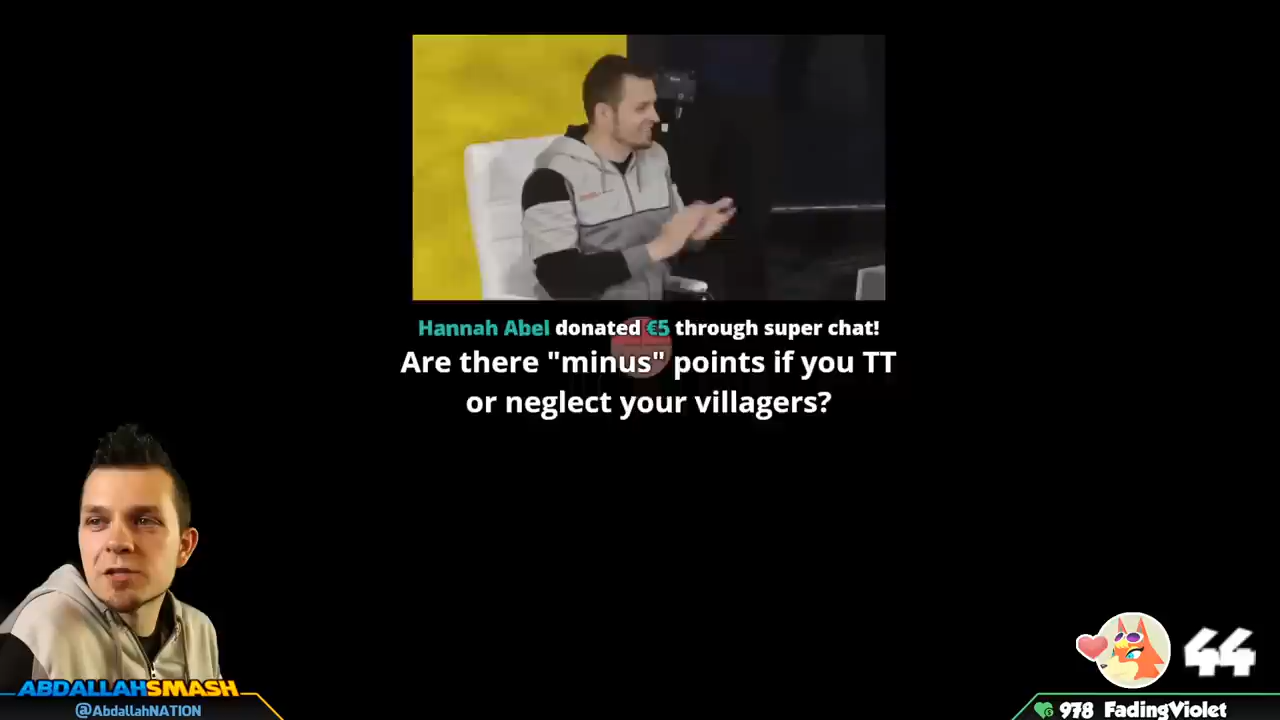 Hannah Abel donated €5 through super chat!
Are there "minus" points if you TT
or neglect your villagers?
44
ABDALLAHSMASH
@AbdallahNATION
978 FadingViolet